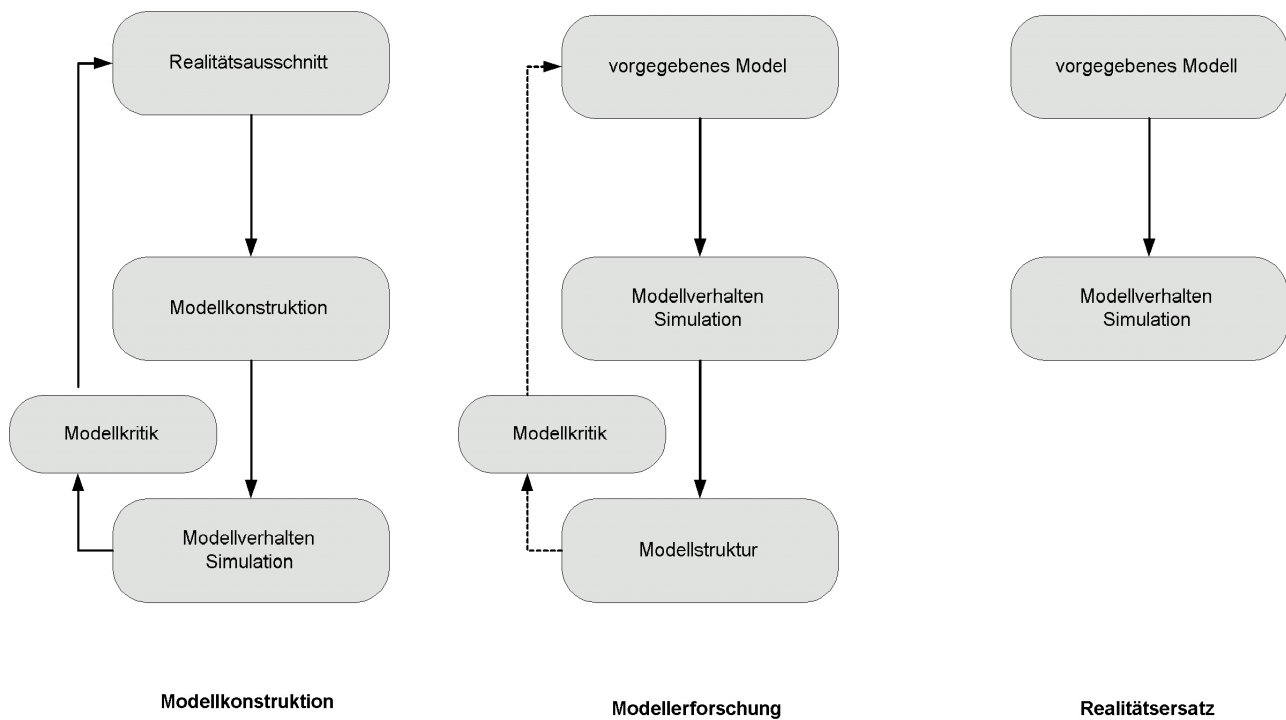 Realitätsausschnitt
Modellkonstruktion
Modellkritik
Modellverhalten
Simulation
Modellkonstruktion
vorgegebenes Model
Modellverhalten
Simulation
Modellkritik
Modellstruktur
Modellerforschung
vorgegebenes Modell
Modellverhalten
Simulation
Realitätsersatz